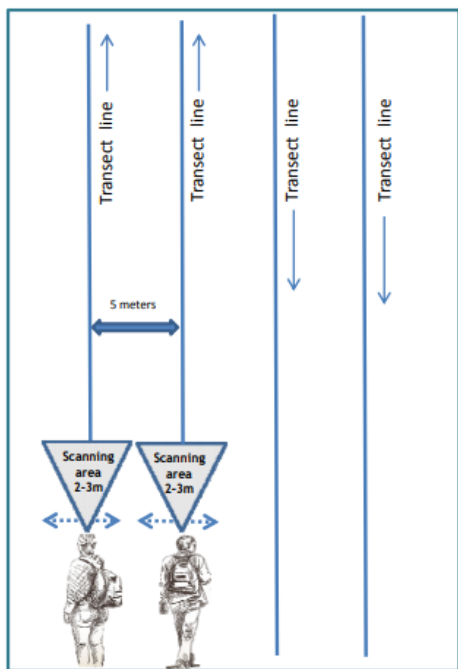 Transect line
Transect line
Transect line
Transect line
5 meters
Scanning
area
2-3m
Scanning
area
2-3m